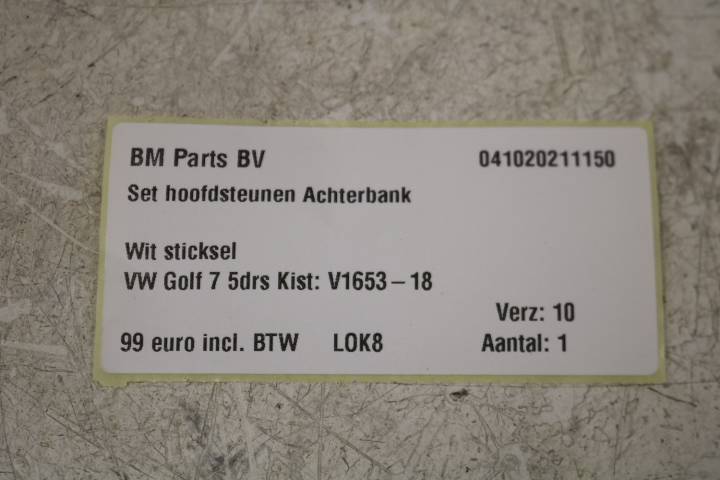 BM Parts BV 041020211150
Set hoofdsteunen Achterbank
Wit sticksel
VW Golf 7 5drs Kist: V1653-18
Verz: 10
99 euro incl. BTW LOK8 Aantal: 1